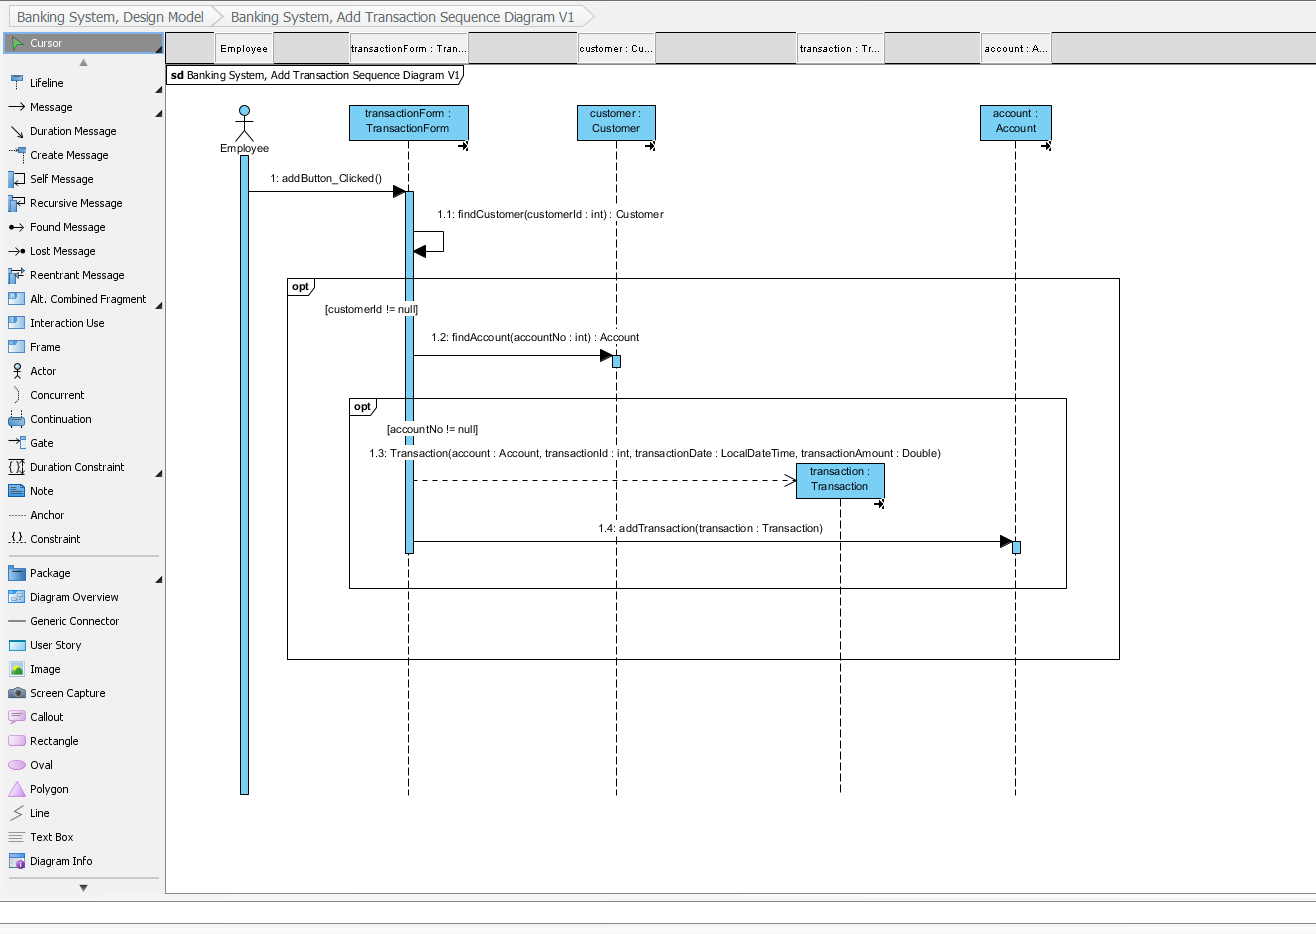 Banking System, Design Model
Banking System, Add Transaction Sequence Diagram V1
Cursor
Lifeline
Message
Duration Message
Create Message
Self Message
Recursive Message
Found Message
Lost Message
Reentrant Message
Alt. Combined Fragment
Interaction Use
Frame
Actor
Concurrent
Continuation
Gate
Duration Constraint
Note
Anchor
Constraint
Package
Diagram Overview
Generic Connector
User Story
Image
Screen Capture
Callout
Rectangle
Oval
Polygon
Line
Text Box
Diagram Info
Employee
transactionForm : Tran...
customer : Cu...
transaction : Tr...
account : A...
sd Banking System, Add Transaction Sequence Diagram V1
Employee
transactionForm :
TransactionForm
customer :
Customer
account :
Account
1: addButton_Clicked()
1.1: findCustomer(customerId : int) : Customer
opt
[customerId != null]
1.2: findAccount(accountNo : int) : Account
opt
[accountNo != null]
1.3: Transaction(account : Account, transactionId : int, transactionDate : LocalDateTime, transactionAmount : Double)
transaction :
Transaction
1.4: addTransaction(transaction : Transaction)